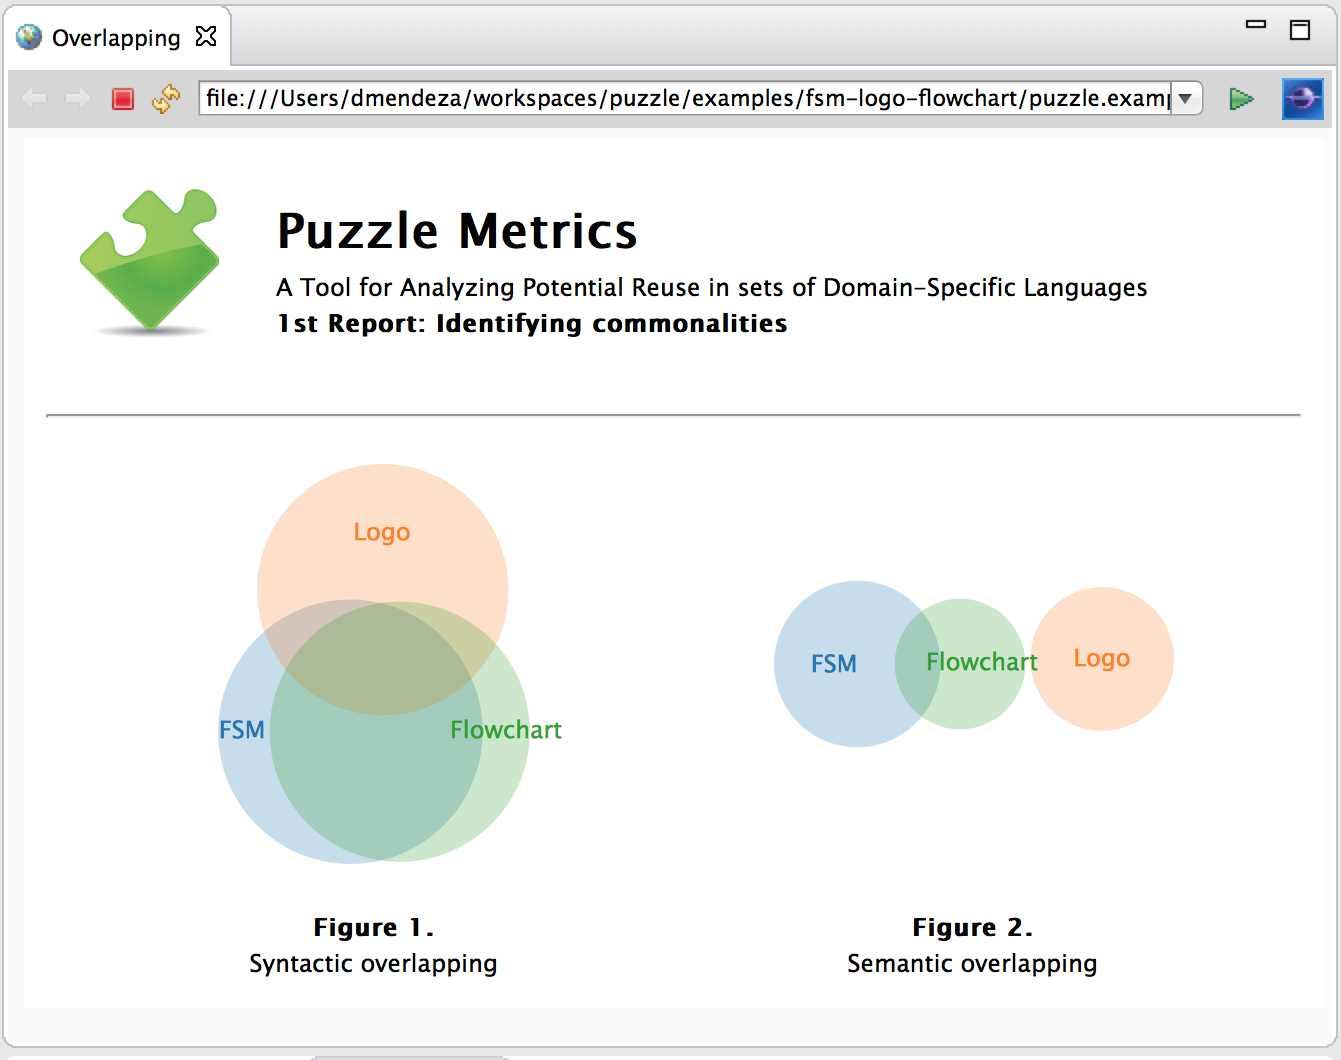 Overlapping
file:///Users/dmendeza/workspaces/puzzle/examples/fsm-logo-flowchart/puzzle.examp
Puzzle Metrics
A Tool for Analyzing Potential Reuse in sets of Domain-Specific Languages
1st Report: Identifying commonalities
Logo
FSM
Flowchart
FSM
Flowchart
Logo
Figure 1.
Syntactic overlapping
Figure 2.
Semantic overlapping